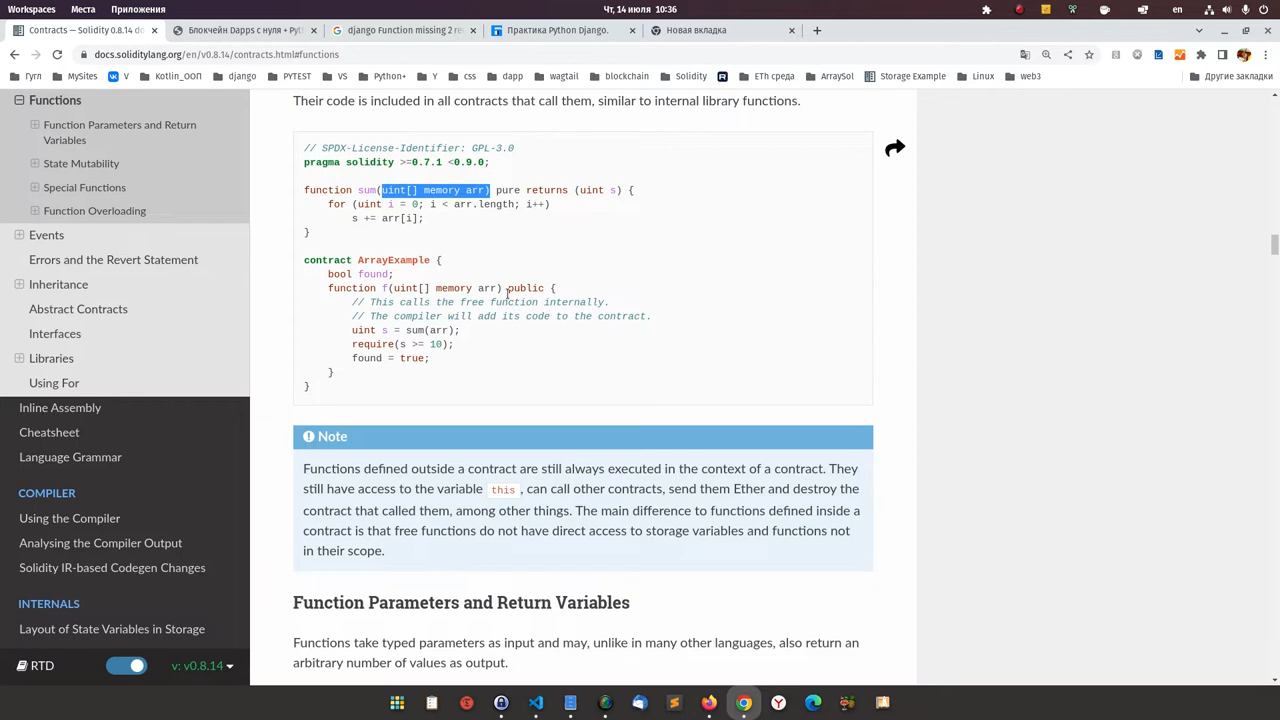 Workspaces Места Приложения Чт, 14 июля 10:36 en
Contracts — Solidity 0.8.14 do Блокчейн Dapps с нуля + Pyt django Function missing 2 re Практика Python Django. Новая вкладка
docs.soliditylang.org/en/v0.8.14/contracts.html#functions
Гугл MySites V Kotlin_ООП django PYTEST VS Python+ Y css dapp wagtail blockchain Solidity ETh среда ArraySol Storage Example Linux web3 Другие закладки
Functions
Function Parameters and Return
Variables
State Mutability
Special Functions
Function Overloading
Events
Errors and the Revert Statement
Inheritance
Abstract Contracts
Interfaces
Libraries
Using For
Inline Assembly
Cheatsheet
Language Grammar
COMPILER
Using the Compiler
Analysing the Compiler Output
Solidity IR-based Codegen Changes
INTERNALS
Layout of State Variables in Storage
RTD v: v0.8.14
Their code is included in all contracts that call them, similar to internal library functions.
// SPDX-License-Identifier: GPL-3.0
pragma solidity >=0.7.1 <0.9.0;
function sum(uint[] memory arr) pure returns (uint s) {
for (uint i = 0; i < arr.length; i++)
s += arr[i];
}
contract ArrayExample {
bool found;
function f(uint[] memory arr) public {
// This calls the free function internally.
// The compiler will add its code to the contract.
uint s = sum(arr);
require(s >= 10);
found = true;
}
}
Note
Functions defined outside a contract are still always executed in the context of a contract. They
still have access to the variable this, can call other contracts, send them Ether and destroy the
contract that called them, among other things. The main difference to functions defined inside a
contract is that free functions do not have direct access to storage variables and functions not
in their scope.
Function Parameters and Return Variables
Functions take typed parameters as input and may, unlike in many other languages, also return an
arbitrary number of values as output.